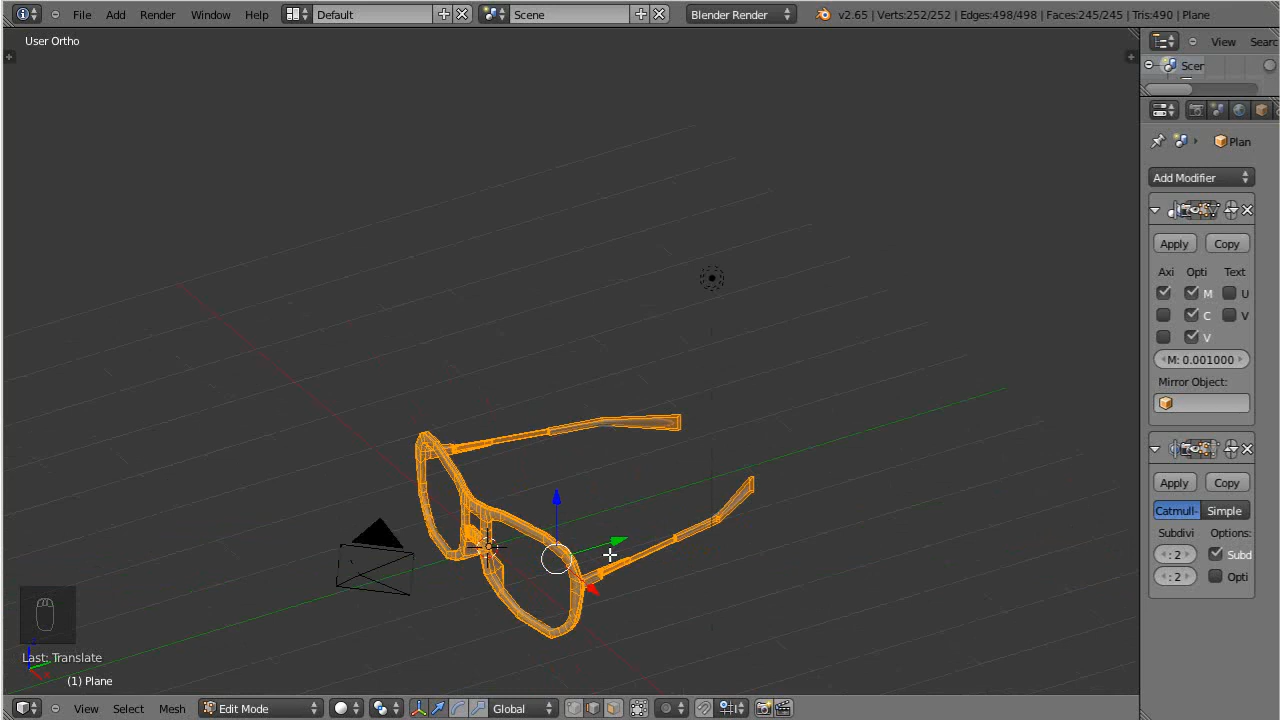 File Add Render Window Help Default Scene Blender Render v2.65 | Verts:252/252 | Edges:498/498 | Faces:245/245 | Tris:490 | Plane
User Ortho
View Searc
Scer
Plan
Add Modifier
Apply Copy
Axi Opti Text
M U
C V
V
M: 0.001000
Mirror Object:
Apply Copy
Catmull- Simple
Subdivi Options:
: 2 Subd
: 2 Opti
Last: Translate
(1) Plane
View Select Mesh Edit Mode Global